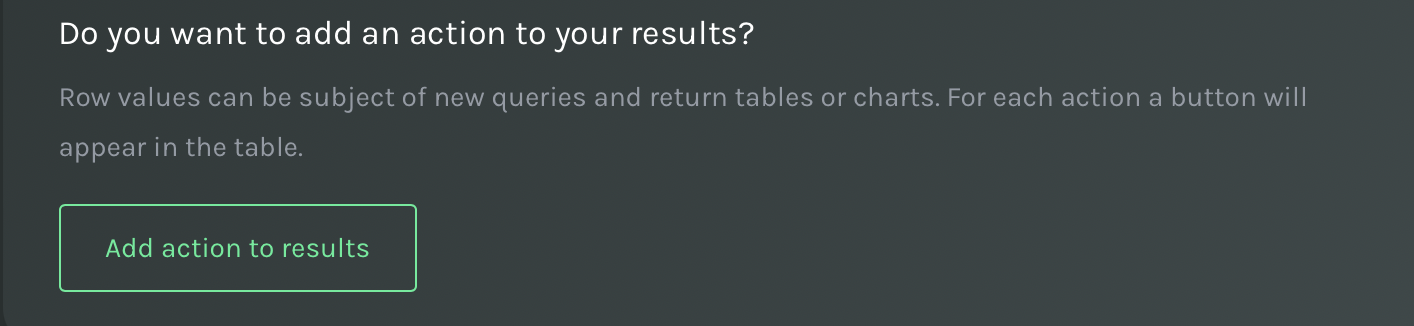 Do you want to add an action to your results?
Row values can be subject of new queries and return tables or charts. For each action a button will
appear in the table.
Add action to results